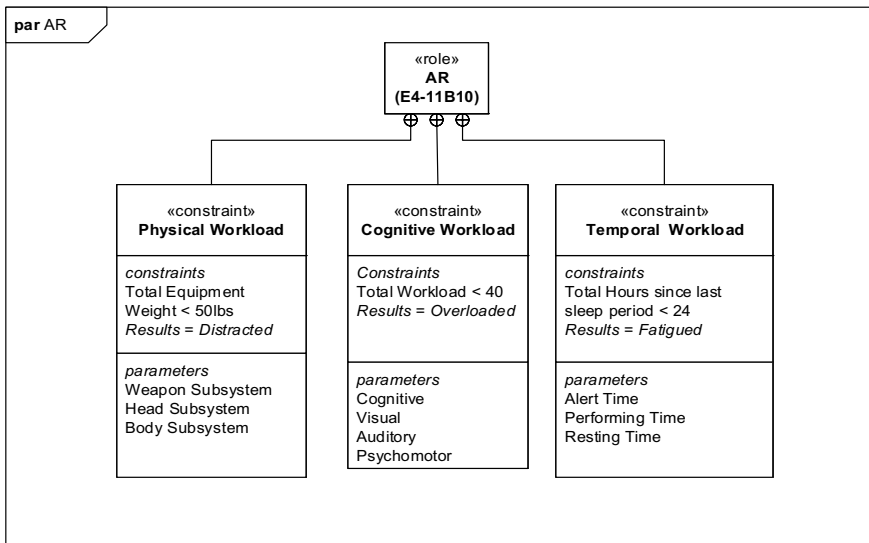 par AR
«role»
AR
(E4-11B10)
«constraint»
Physical Workload
constraints
Total Equipment
Weight < 50lbs
Results = Distracted
parameters
Weapon Subsystem
Head Subsystem
Body Subsystem
«constraint»
Cognitive Workload
Constraints
Total Workload < 40
Results = Overloaded
parameters
Cognitive
Visual
Auditory
Psychomotor
«constraint»
Temporal Workload
constraints
Total Hours since last
sleep period < 24
Results = Fatigued
parameters
Alert Time
Performing Time
Resting Time